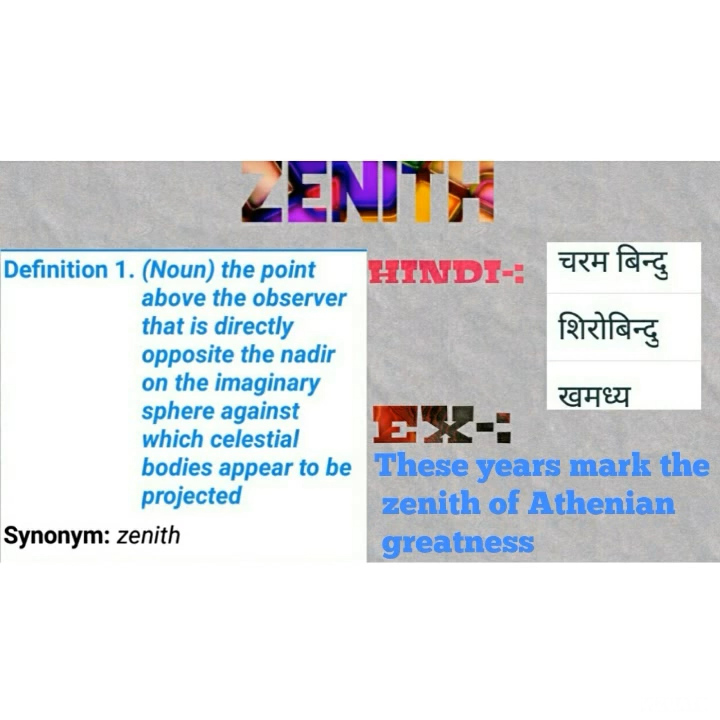 ZENITH
Definition 1. (Noun) the point
above the observer
that is directly
opposite the nadir
on the imaginary
sphere against
which celestial
bodies appear to be
projected
Synonym: zenith
HINDI-:
चरम बिन्दु
शिरोबिन्दु
खमध्य
EX-:
These years mark the
zenith of Athenian
greatness